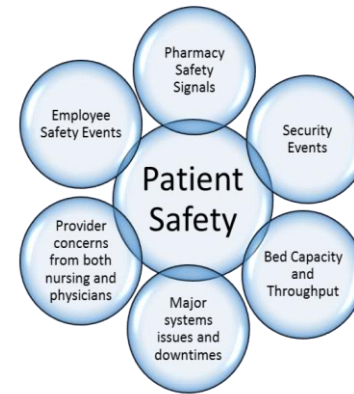 Pharmacy
Safety
Signals
Employee
Safety Events
Security
Events
Patient
Safety
Provider
concerns
from both
nursing and
physicians
Bed Capacity
and
Throughput
Major
systems
issues and
downtimes